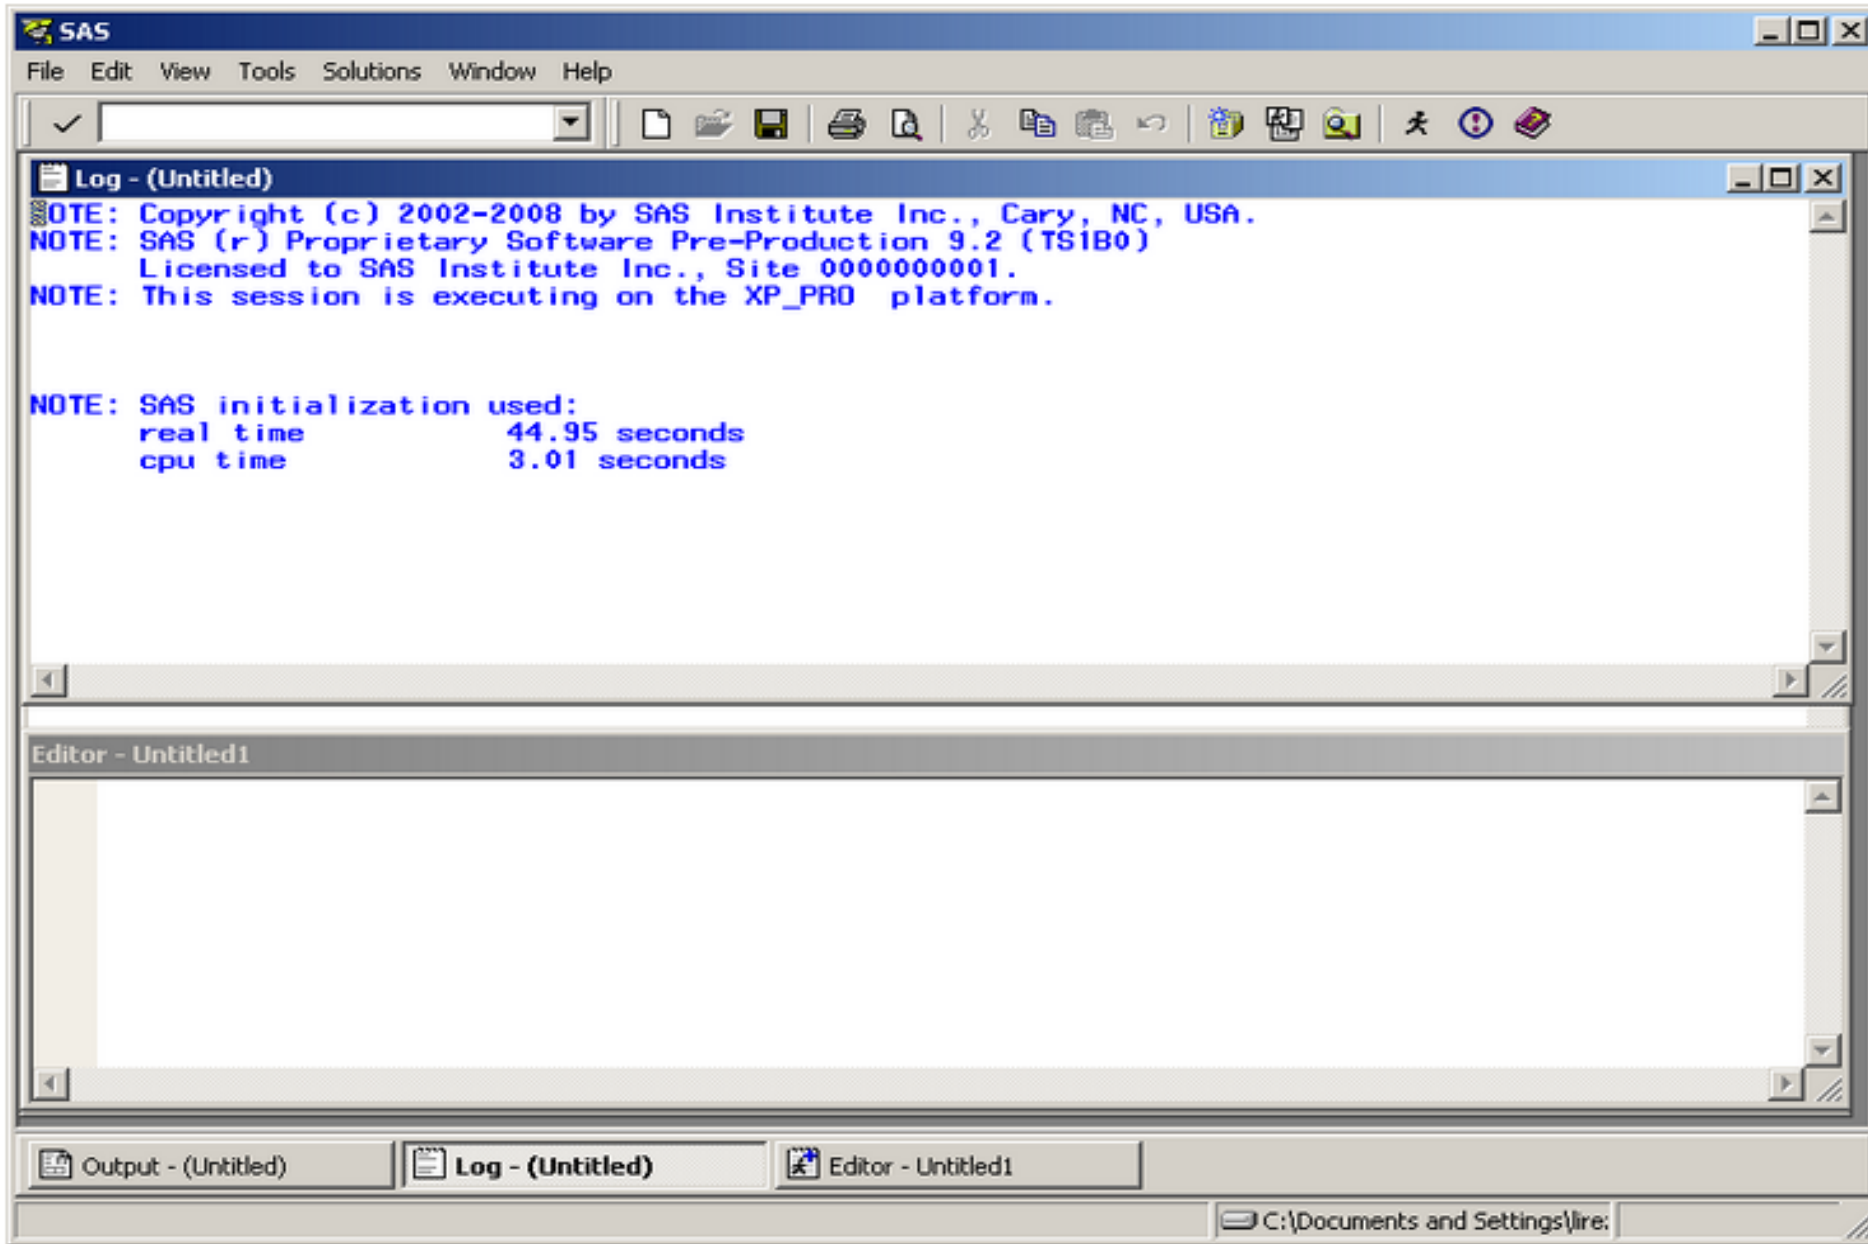 SAS
File Edit View Tools Solutions Window Help
Log - (Untitled)
OTE: Copyright (c) 2002-2008 by SAS Institute Inc., Cary, NC, USA.
NOTE: SAS (r) Proprietary Software Pre-Production 9.2 (TS1B0)
Licensed to SAS Institute Inc., Site 0000000001.
NOTE: This session is executing on the XP_PRO platform.
NOTE: SAS initialization used:
real time 44.95 seconds
cpu time 3.01 seconds
Editor - Untitled1
Output - (Untitled) Log - (Untitled) Editor - Untitled1
C:\Documents and Settings\lire: